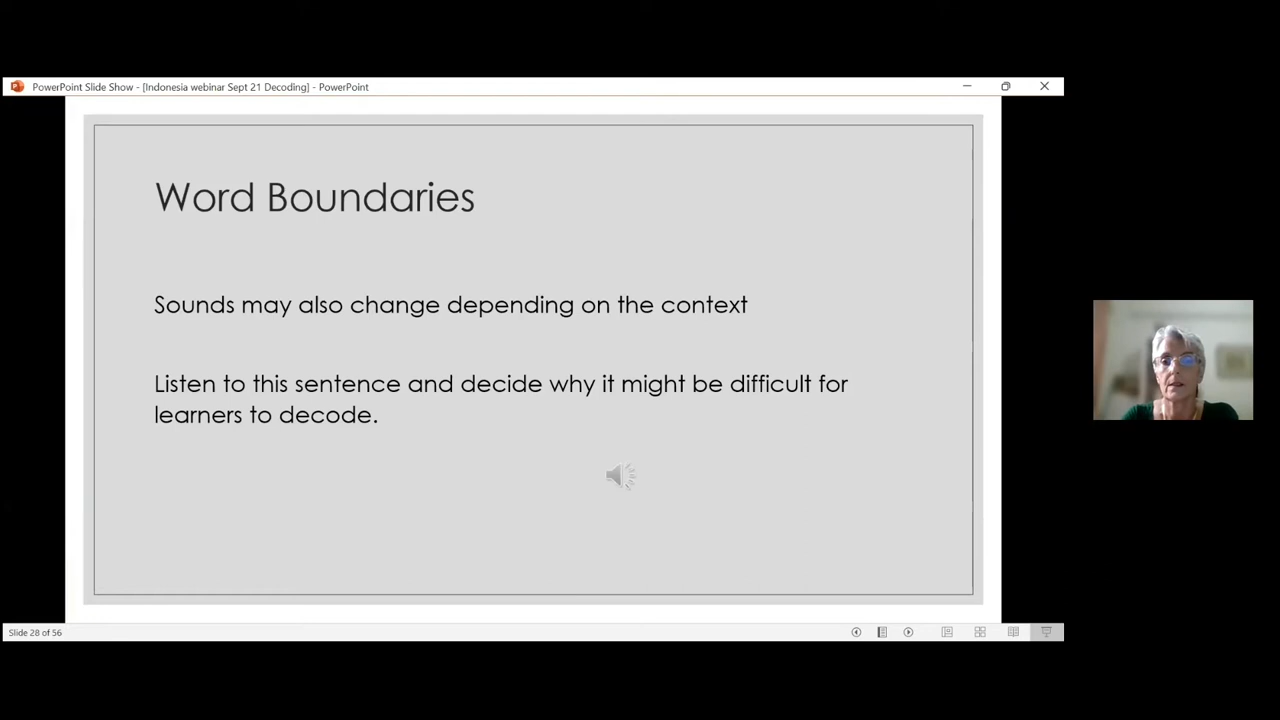 PowerPoint Slide Show - [Indonesia webinar Sept 21 Decoding] - PowerPoint
Word Boundaries
Sounds may also change depending on the context
Listen to this sentence and decide why it might be difficult for
learners to decode.
Slide 28 of 56